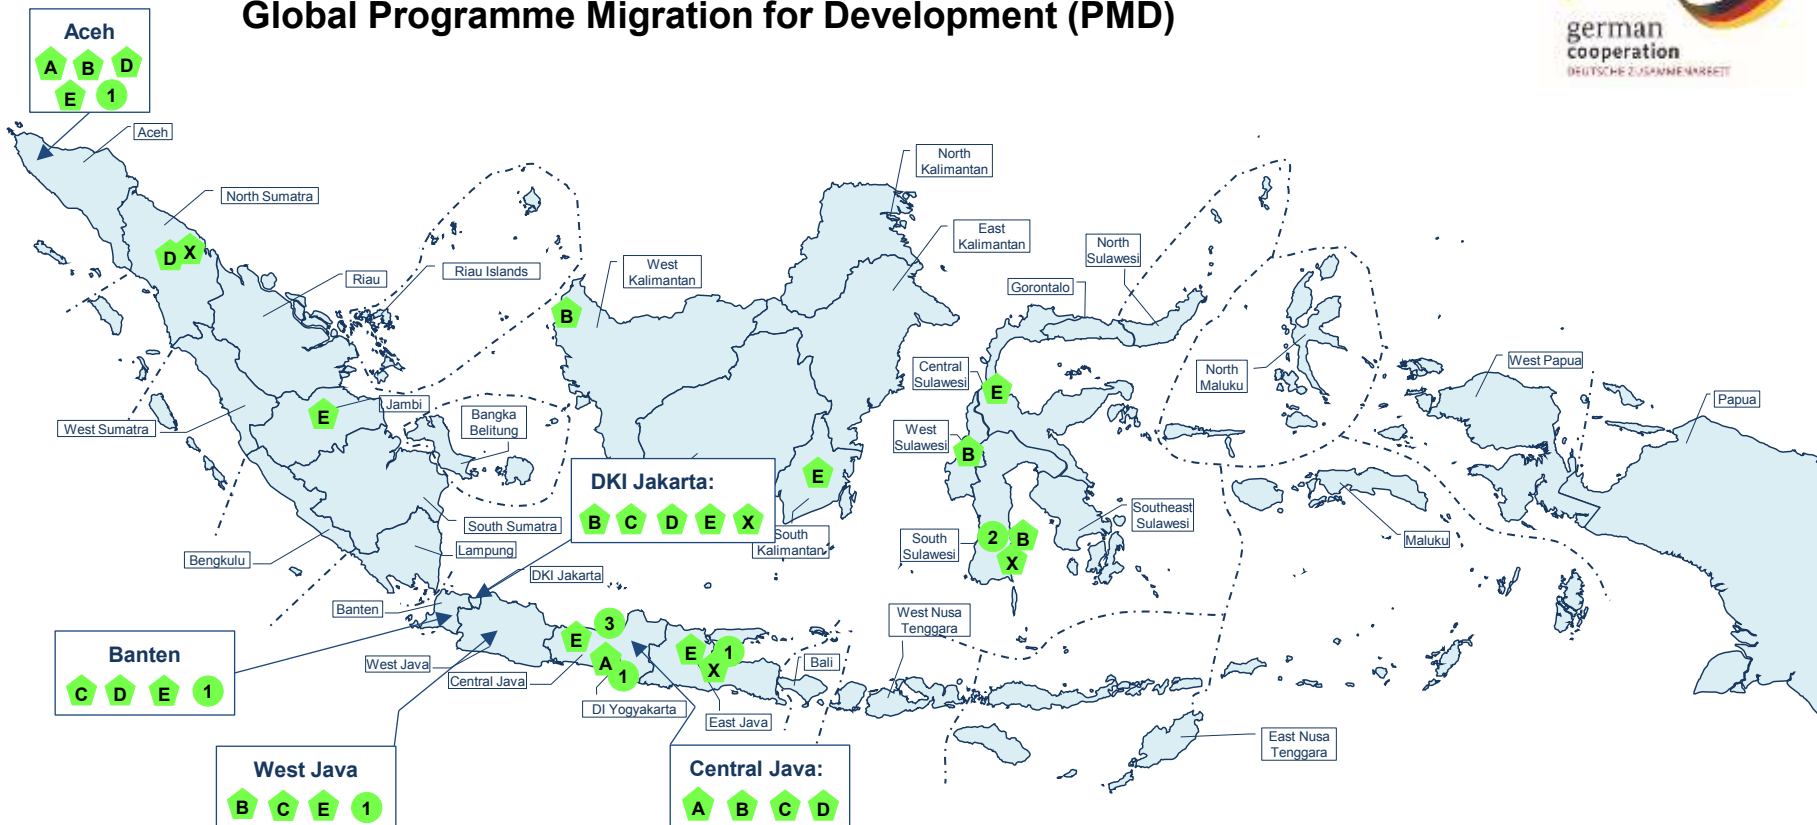 Global Programme Migration for Development (PMD)
german
cooperation
DEUTSCHE ZUSAMMENARBEIT
Aceh
A B D
E 1
Aceh
North Sumatra
D X
Riau
Riau Islands
West
Kalimantan
B
North
Kalimantan
East
Kalimantan
North
Sulawesi
Gorontalo
Central
Sulawesi
E
North
Maluku
West Papua
Papua
West Sumatra
E
Jambi
Bangka
Belitung
West
Sulawesi
B
DKI Jakarta:
B C D E X
E
South
Kalimantan
South Sumatra
Lampung
Bengkulu
South
Sulawesi
2 B
X
Southeast
Sulawesi
Maluku
DKI Jakarta
Banten
West Nusa
Tenggara
Banten
C D E 1
West Java
Central Java
E 3
A
1
DI Yogyakarta
E 1
X
East Java
Bali
East Nusa
Tenggara
West Java
B C E 1
Central Java:
A B C D